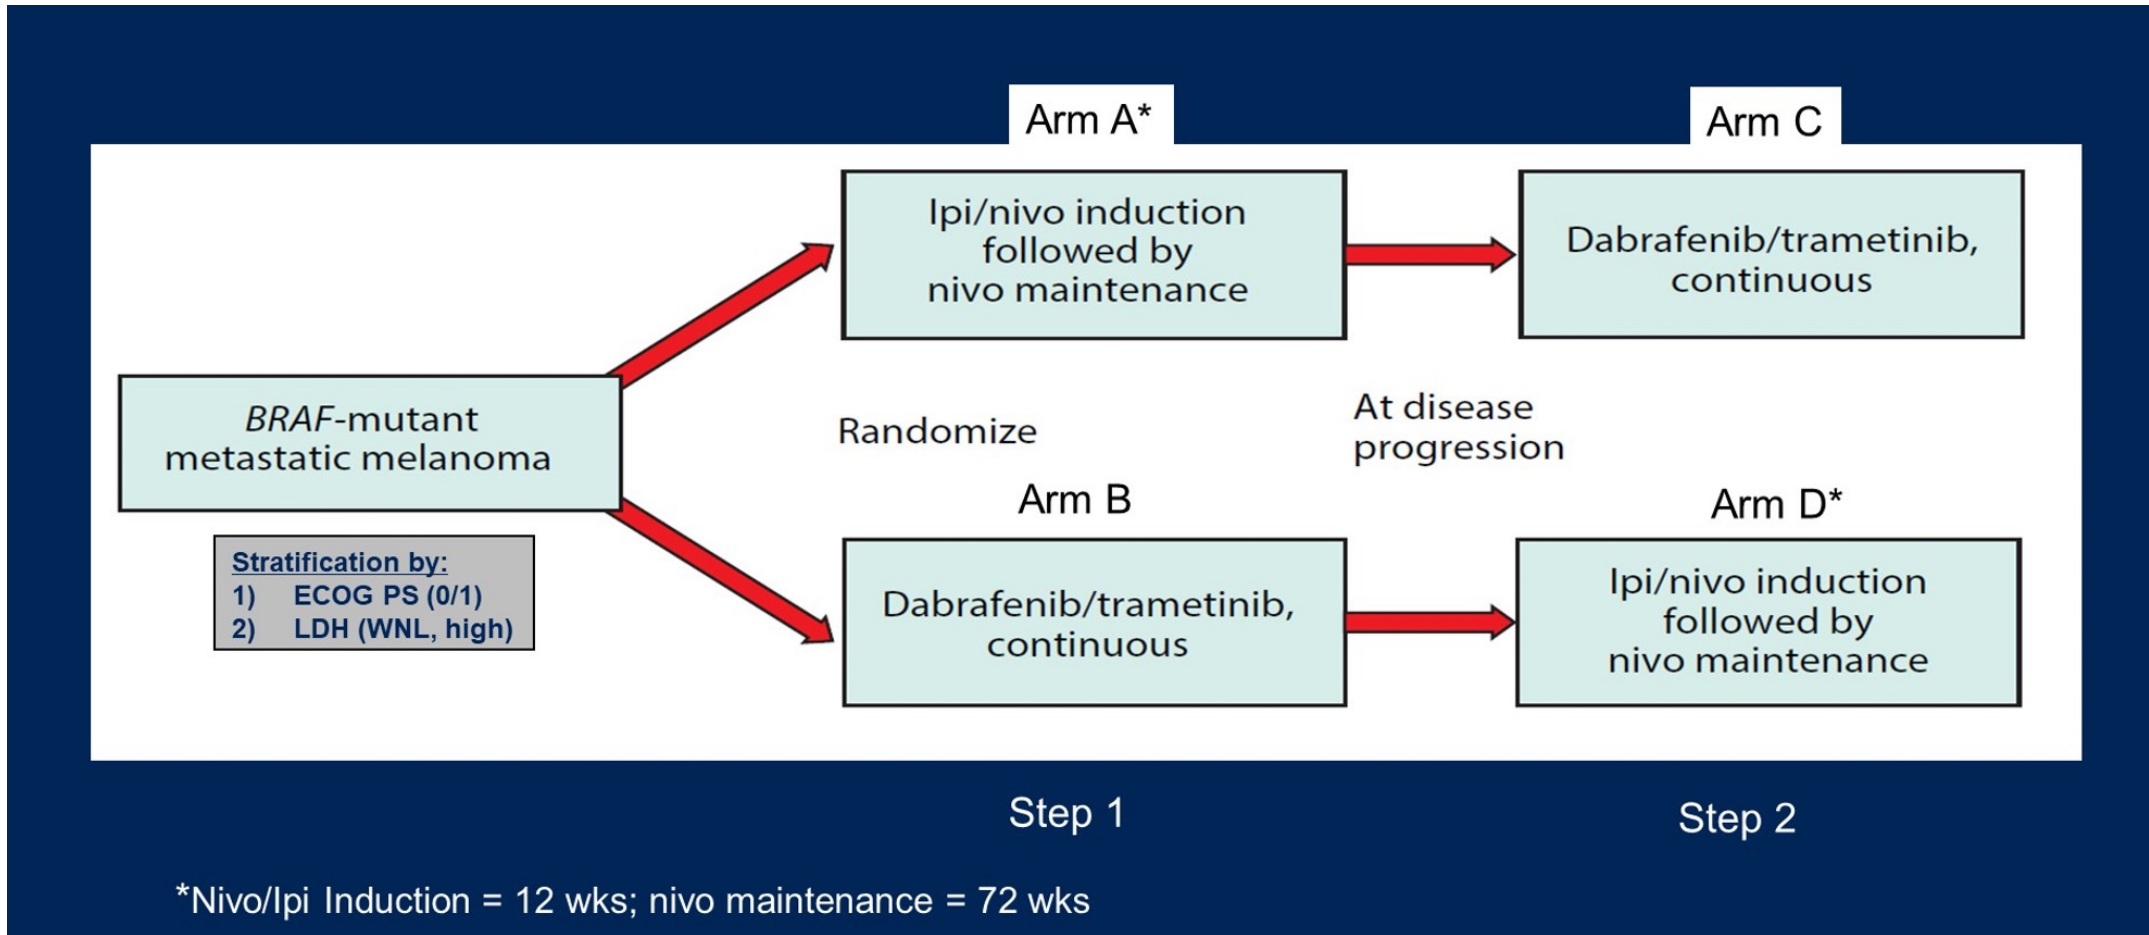 Arm A*
Arm C
Ipi/nivo induction
followed by
nivo maintenance
Dabrafenib/trametinib,
continuous
BRAF-mutant
metastatic melanoma
Randomize
At disease
progression
Stratification by:
1) ECOG PS (0/1)
2) LDH (WNL, high)
Arm B
Arm D*
Dabrafenib/trametinib,
continuous
Ipi/nivo induction
followed by
nivo maintenance
Step 1
Step 2
*Nivo/Ipi Induction = 12 wks; nivo maintenance = 72 wks